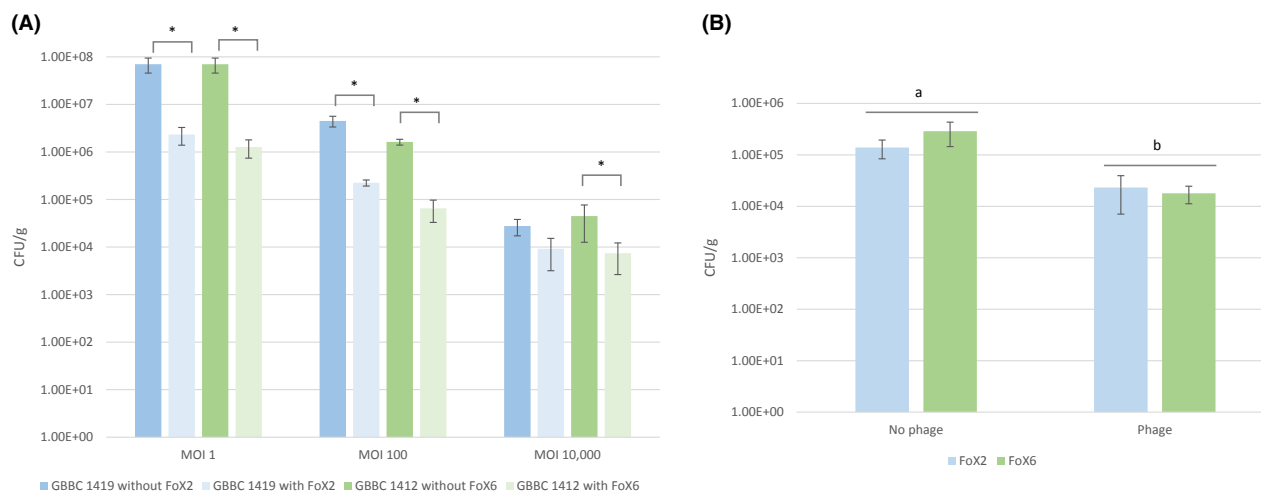 (A)
* *
* *
*
CFU/g
1.00E+08
1.00E+07
1.00E+06
1.00E+05
1.00E+04
1.00E+03
1.00E+02
1.00E+01
1.00E+00
MOI 1 MOI 100 MOI 10,000
GBBC 1419 without FoX2 GBBC 1419 with FoX2 GBBC 1412 without FoX6 GBBC 1412 with FoX6
(B)
a
b
CFU/g
1.00E+06
1.00E+05
1.00E+04
1.00E+03
1.00E+02
1.00E+01
1.00E+00
No phage Phage
FoX2 FoX6